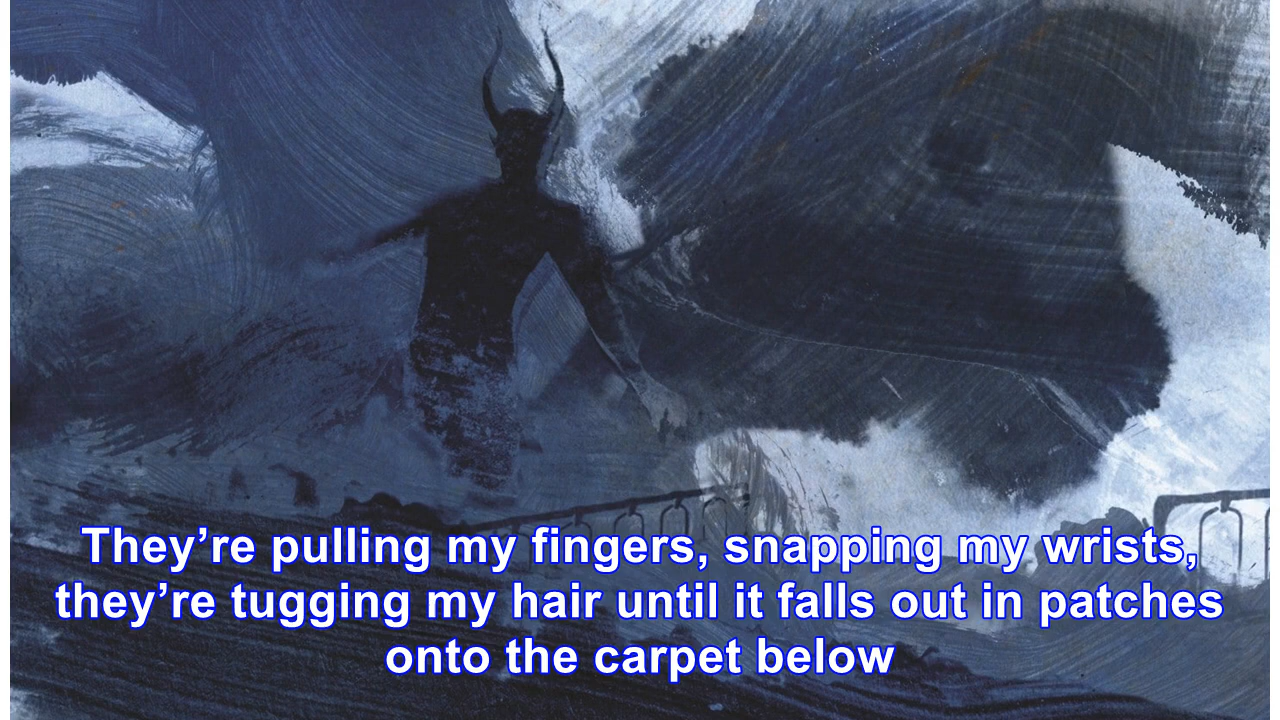 They’re pulling my fingers, snapping my wrists,
they’re tugging my hair until it falls out in patches
onto the carpet below